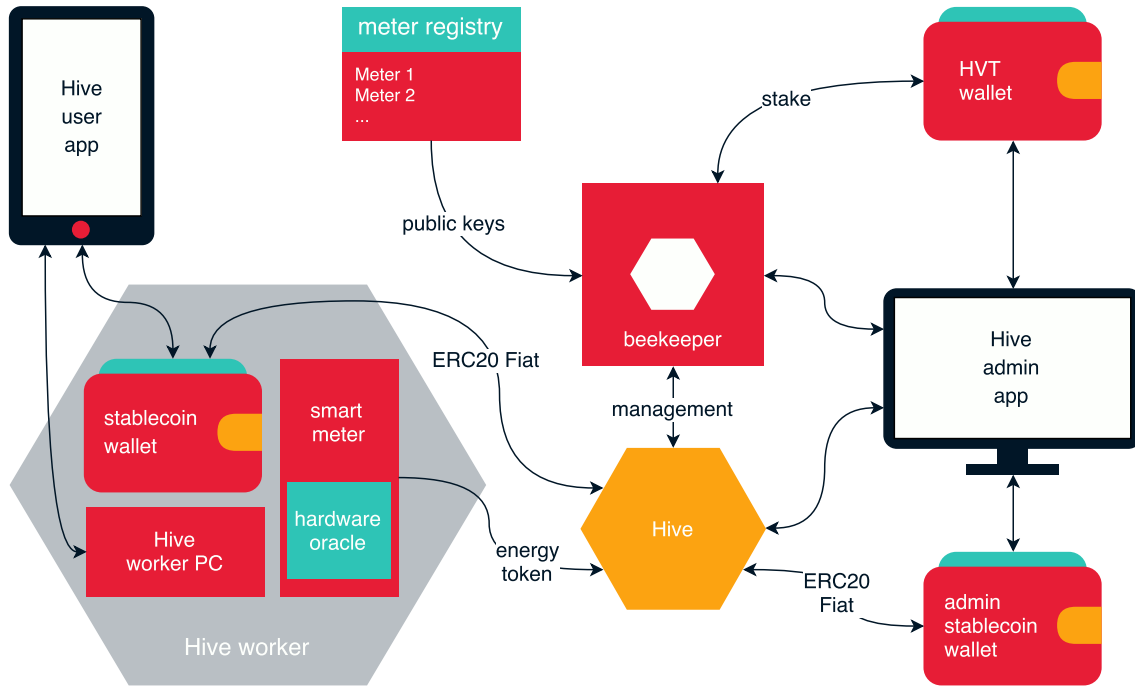 meter registry
Meter 1
Meter 2
...
Hive
user
app
HVT
wallet
stake
public keys
beekeeper
Hive
admin
app
ERC20 Fiat
management
stablecoin
wallet
smart
meter
hardware
oracle
Hive
worker PC
Hive worker
energy
token
Hive
ERC20
Fiat
admin
stablecoin
wallet